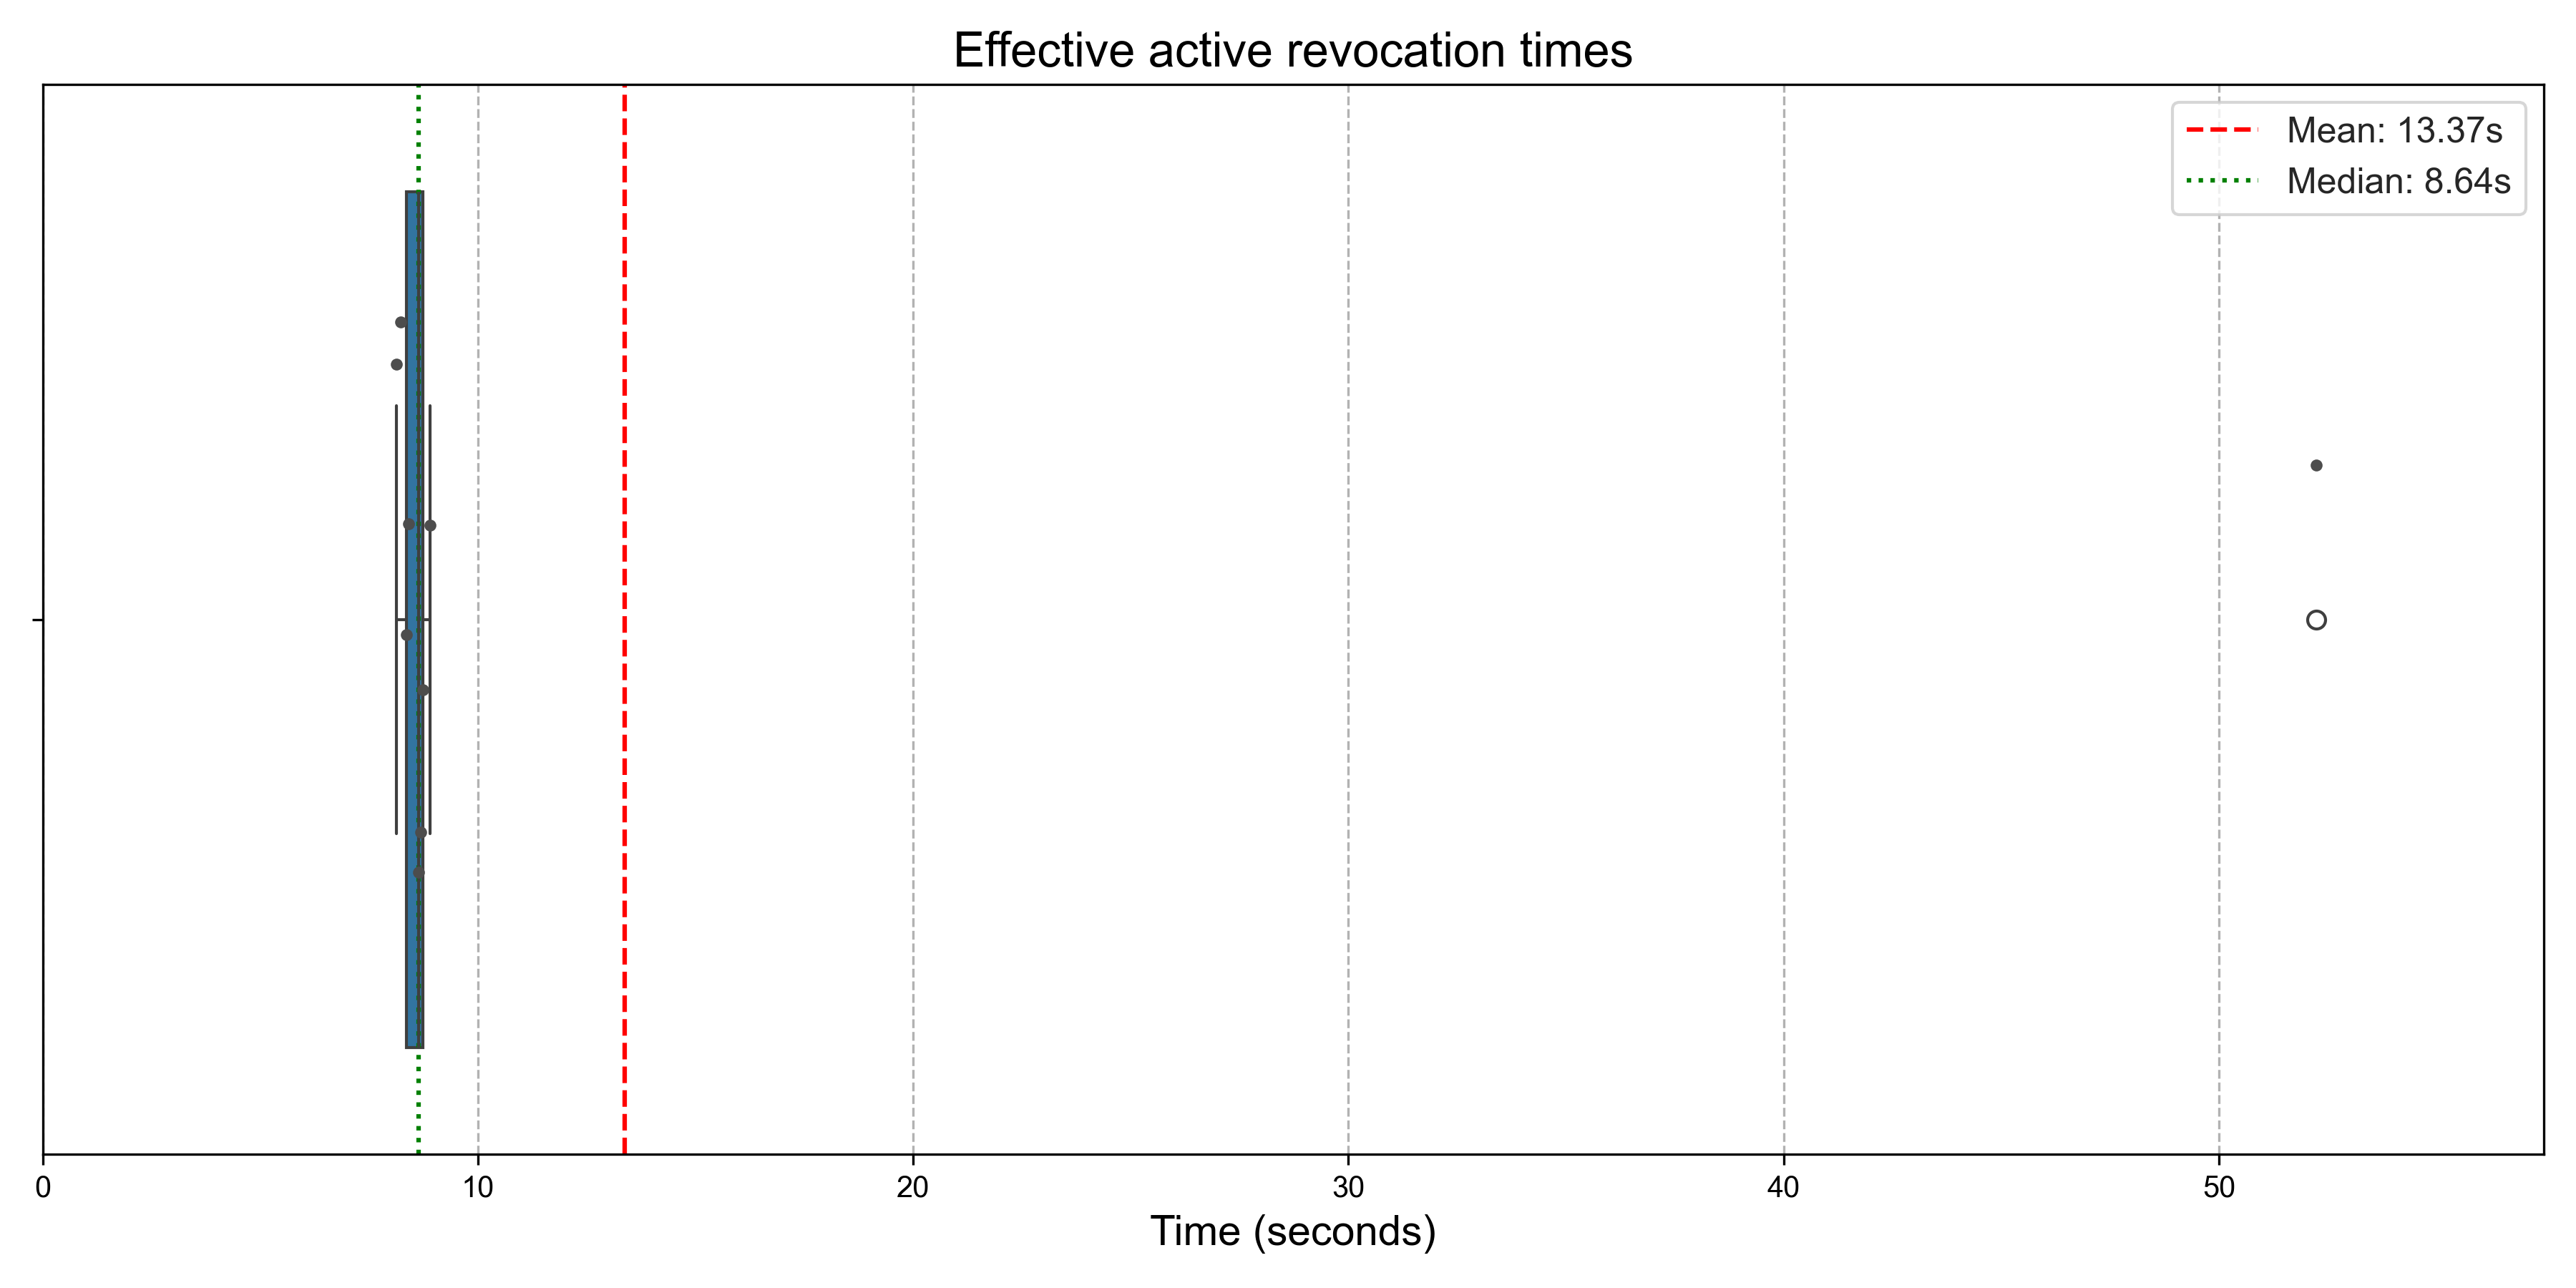 Effective active revocation times
Mean: 13.37s
Median: 8.64s
0 10 20 30 40 50
Time (seconds)